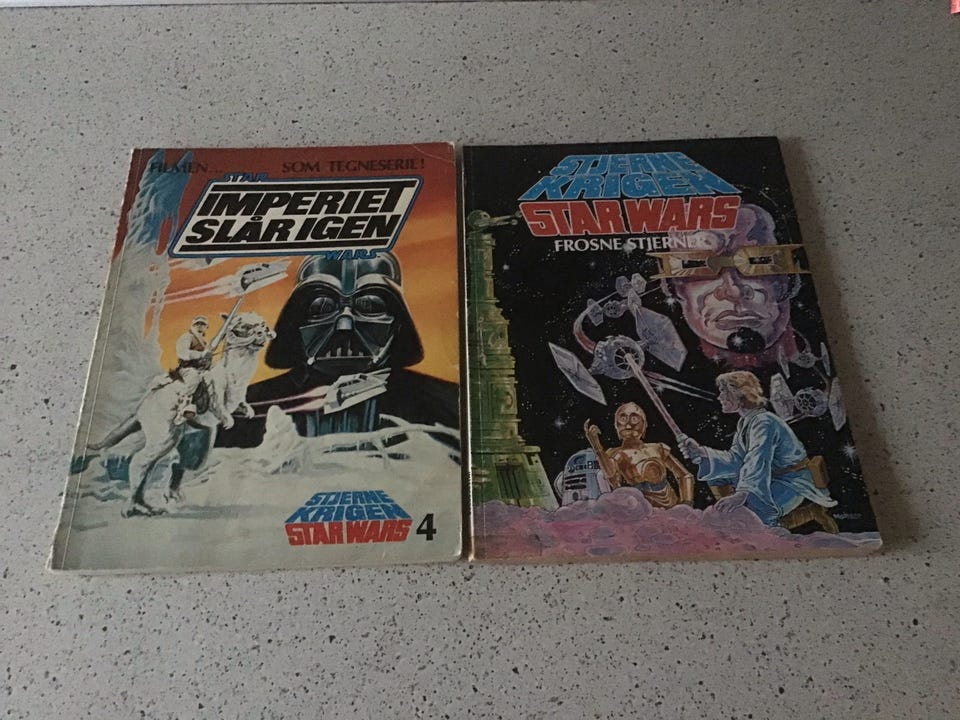 FILMEN... SOM TEGNESERIE!
STAR
IMPERIET
SLÅR IGEN
WARS
STJERNE
KRIGEN
STAR WARS 4
STJERNE
KRIGEN
STAR WARS
FROSNE STJERNER